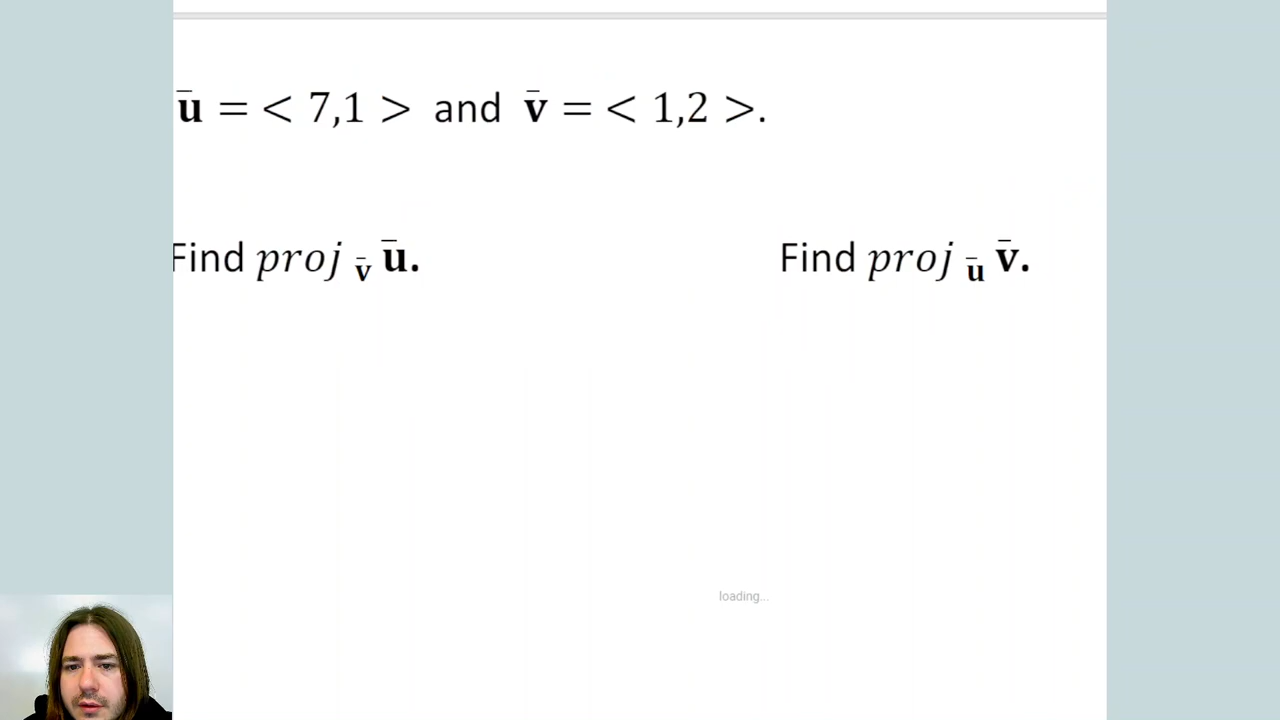 ū = < 7,1 > and v̄ = < 1,2 >.
Find proj v̄ ū. Find proj ū v̄.
loading...